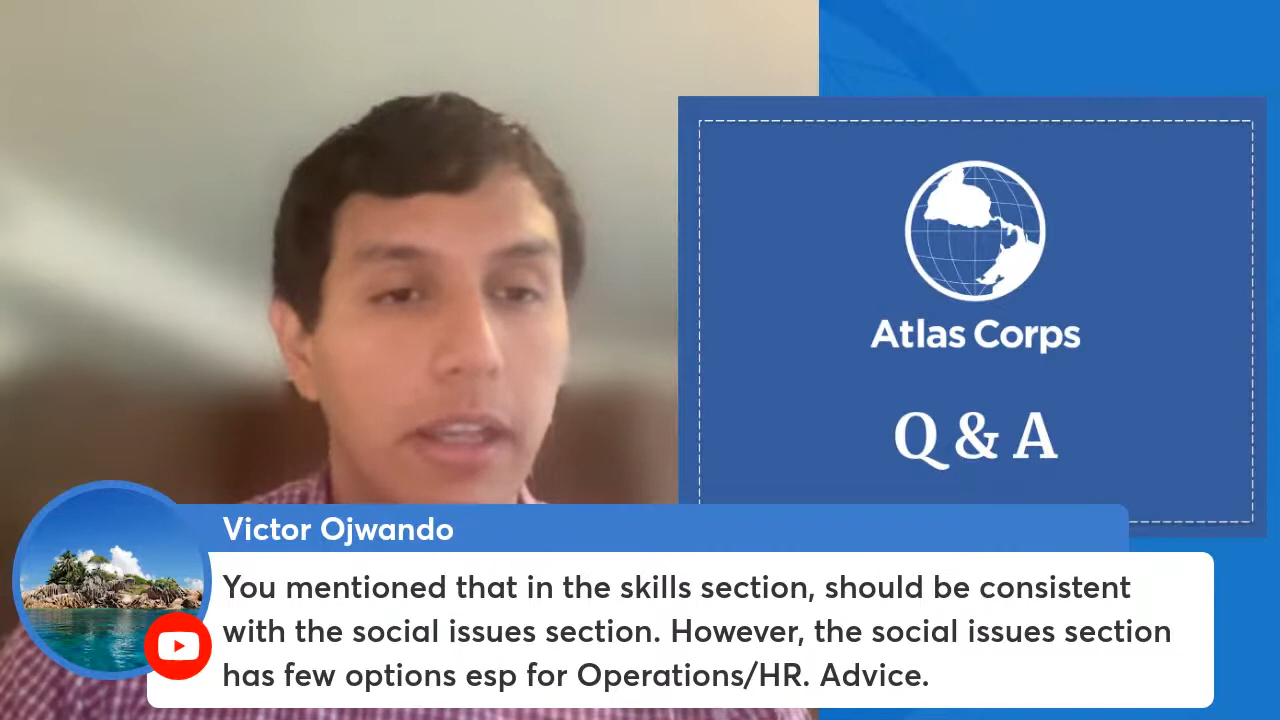 Atlas Corps
Q & A
Victor Ojwando
You mentioned that in the skills section, should be consistent
with the social issues section. However, the social issues section
has few options esp for Operations/HR. Advice.